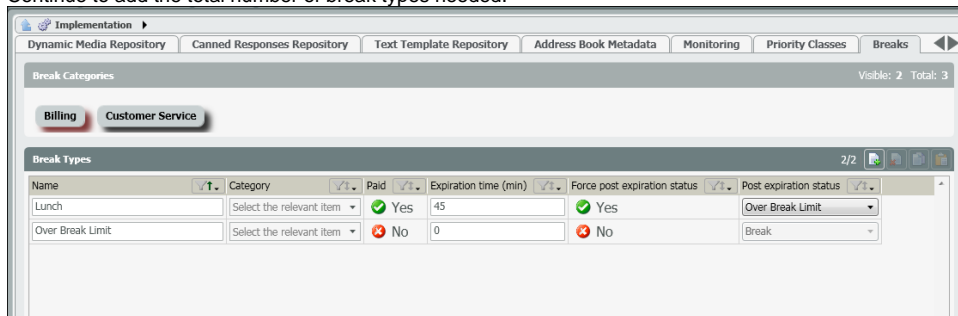 Continue to add the total number of break types needed.
Implementation
Dynamic Media Repository Canned Responses Repository Text Template Repository Address Book Metadata Monitoring Priority Classes Breaks
Break Categories Visible: 2 Total: 3
Billing Customer Service
Break Types 2/2
Name Category Paid Expiration time (min) Force post expiration status Post expiration status
Lunch Select the relevant item Yes 45 Yes Over Break Limit
Over Break Limit Select the relevant item No 0 No Break